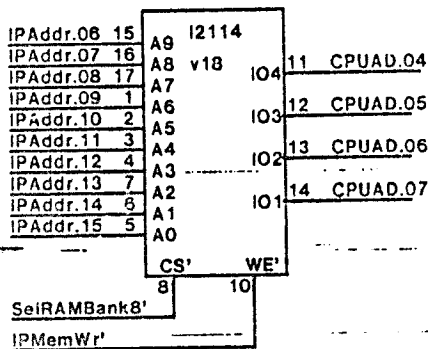 IPAddr.06 15 A9 I2114
IPAddr.07 16 A8 v18 IO4 11 CPUAD.04
IPAddr.08 17 A7
IPAddr.09 1 A6 IO3 12 CPUAD.05
IPAddr.10 2 A5
IPAddr.11 3 A4 IO2 13 CPUAD.06
IPAddr.12 4 A3
IPAddr.13 7 A2 IO1 14 CPUAD.07
IPAddr.14 6 A1
IPAddr.15 5 A0
CS' WE'
8 10
SelRAMBank8'
IPMemWr'